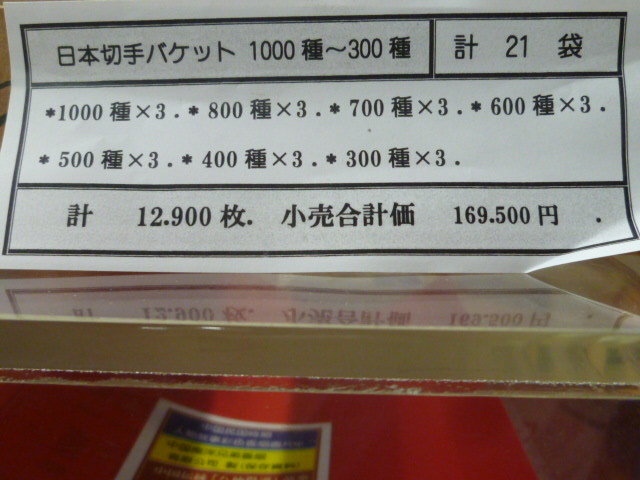 日本切手バケット 1000種～300種 計 21 袋
*1000種×3.* 800種×3.* 700種×3.* 600種×3.
* 500種×3.* 400種×3.* 300種×3.
計 12.900枚. 小売合計価 169.500円 .